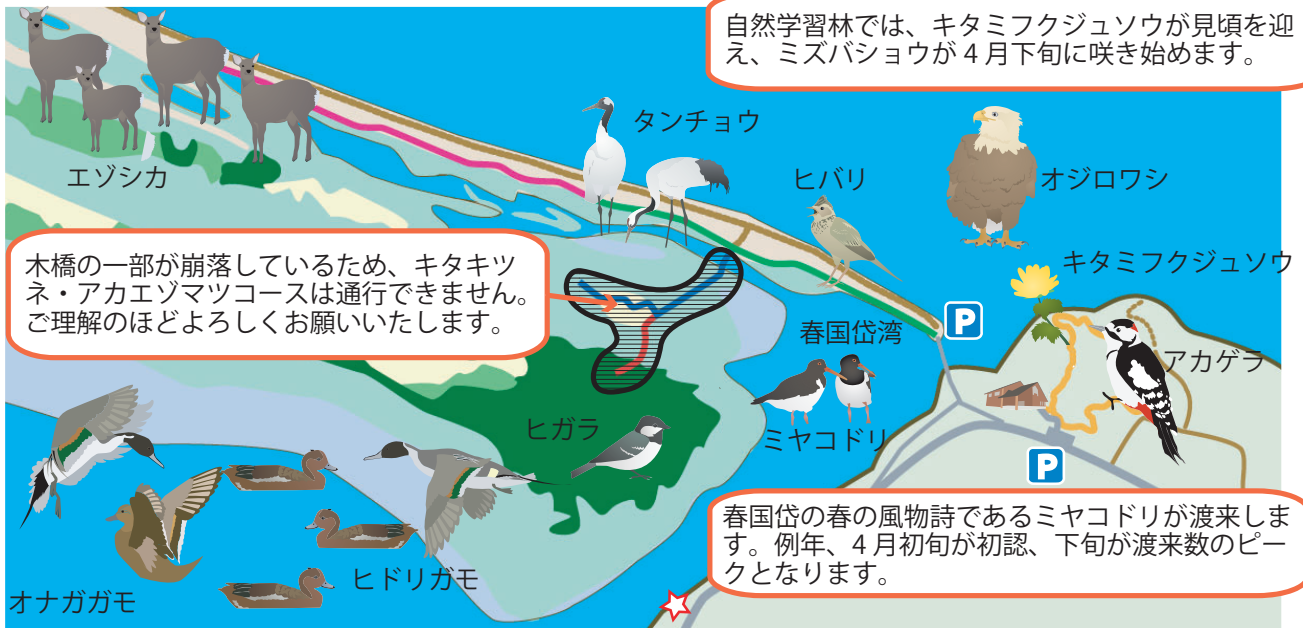 自然学習林では、キタミフクジュソウが見頃を迎
え、ミズバショウが４月下旬に咲き始めます。
タンチョウ
ヒバリ
オジロワシ
エゾシカ
キタミフクジュソウ
木橋の一部が崩落しているため、キタキツ
ネ・アカエゾマツコースは通行できません。
ご理解のほどよろしくお願いいたします。
P
春国岱湾
アカゲラ
ヒガラ
ミヤコドリ
P
春国岱の春の風物詩であるミヤコドリが渡来しま
す。例年、４月初旬が初認、下旬が渡来数のピー
クとなります。
ヒドリガモ
オナガガモ